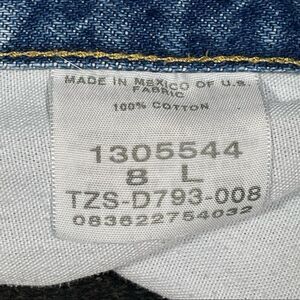 MADE IN MEXICO OF U.S.
FABRIC
100% COTTON
1305544
8 L
TZS-D793-008
083622754032